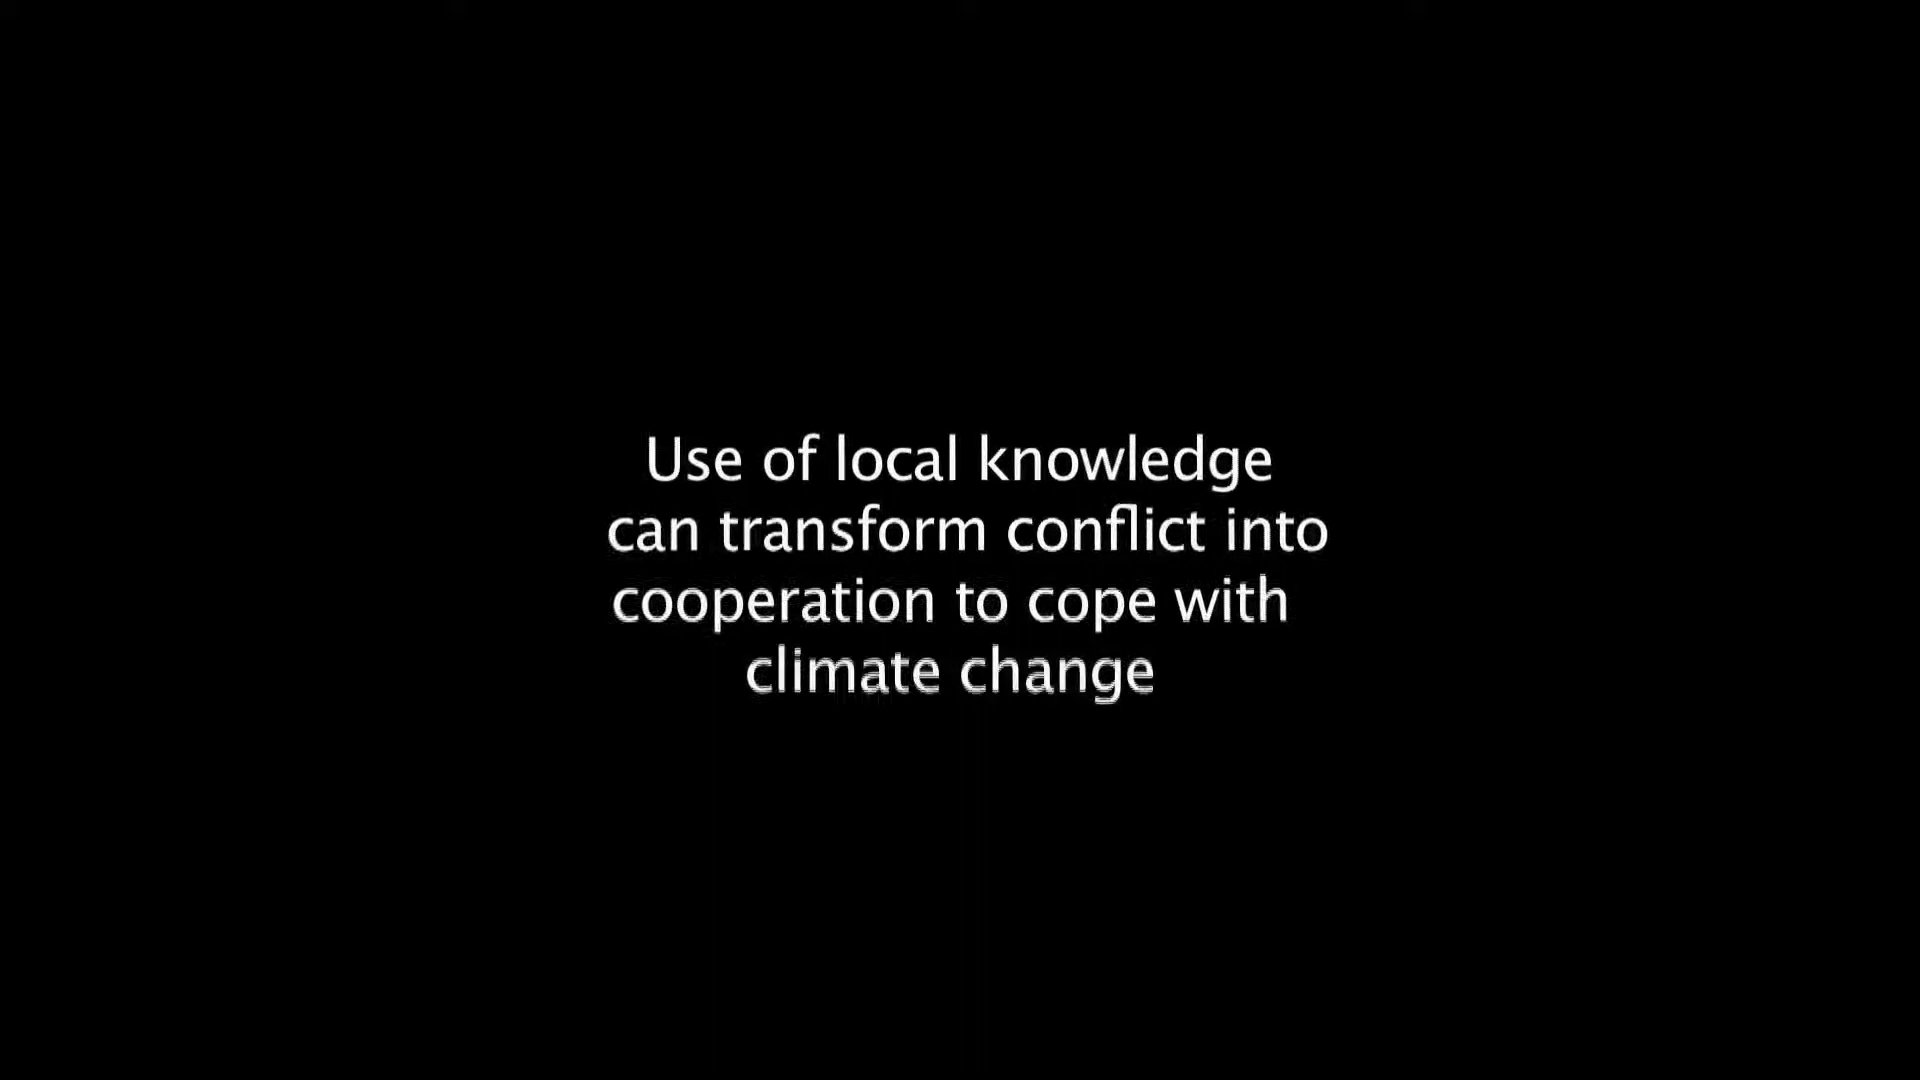 Use of local knowledge
can transform conflict into
cooperation to cope with
climate change